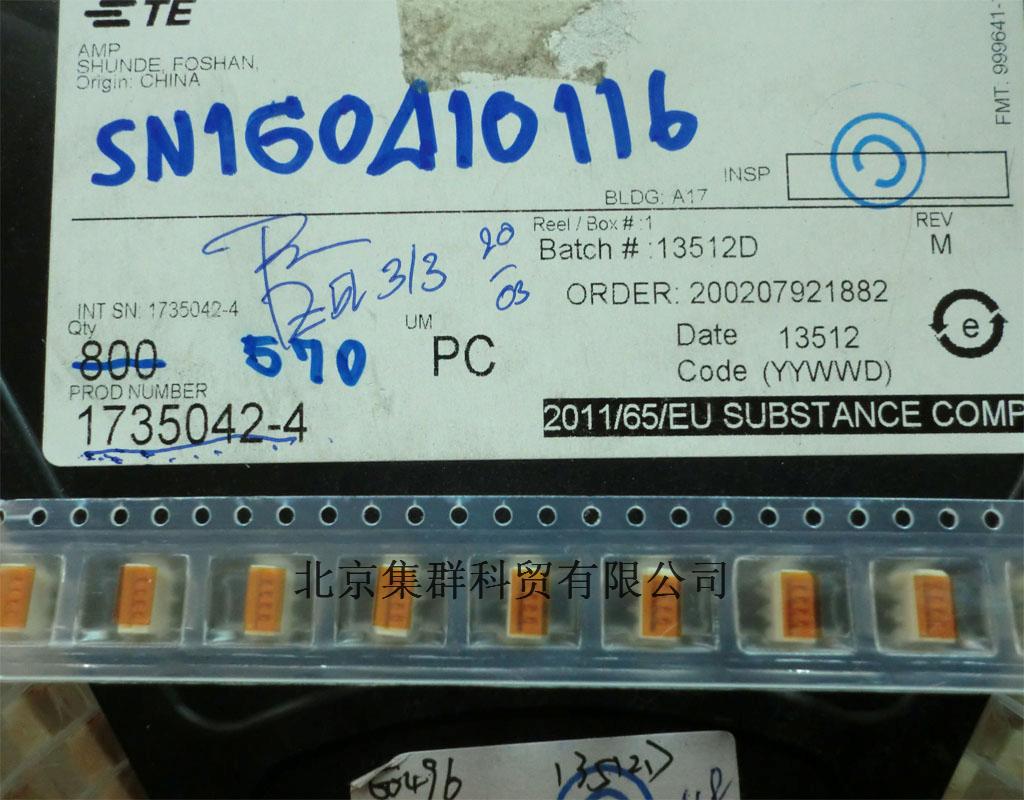 TE
AMP
SHUNDE, FOSHAN,
Origin: CHINA
FMT. 999641-
SN160A10116
INSP
BLDG: A17
Reel / Box # :1
REV
Batch # :13512D
M
3/3
20
03
ORDER: 200207921882
INT SN: 1735042-4
Qty
UM
800
570
PC
Date 13512
Code (YYWWD)
e
PROD NUMBER
1735042-4
2011/65/EU SUBSTANCE COMP
北京集群科贸有限公司
60496
13512D